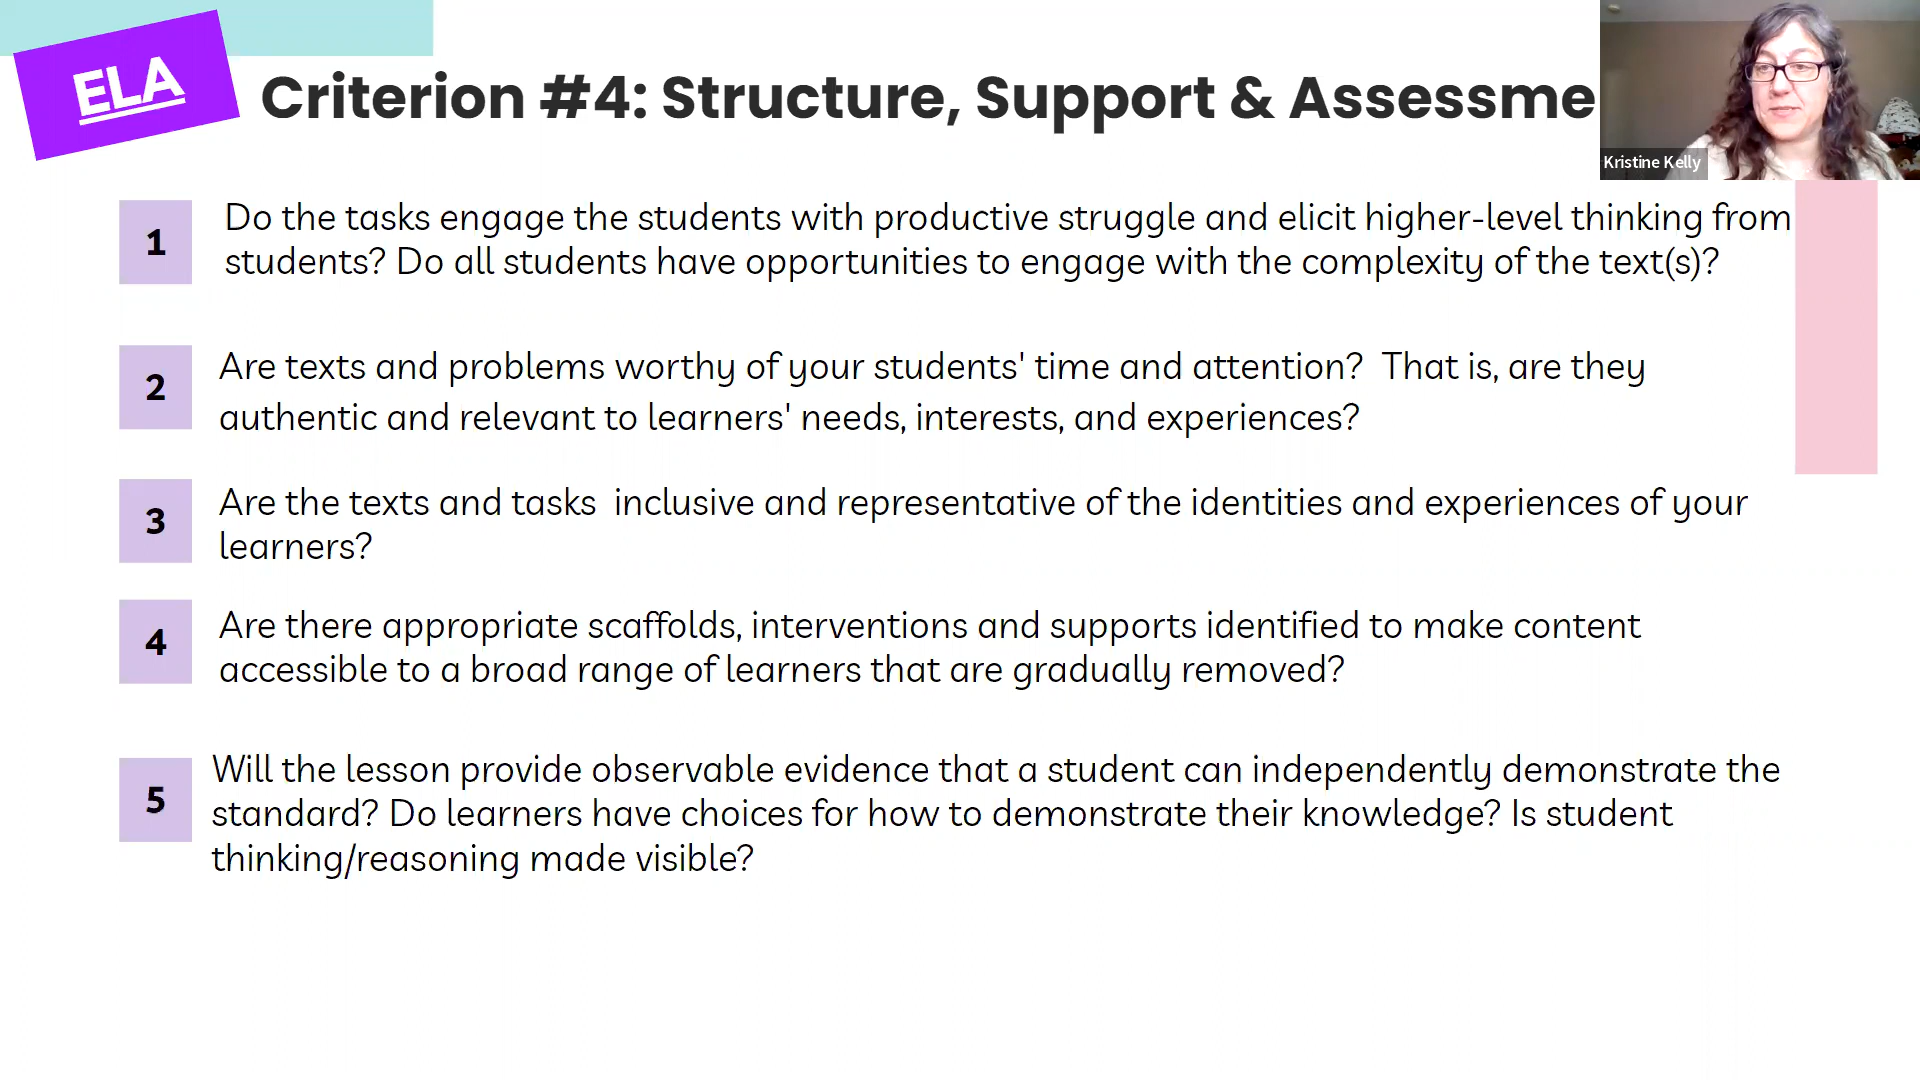 ELA
Criterion #4: Structure, Support & Assessme
Kristine Kelly
1
Do the tasks engage the students with productive struggle and elicit higher-level thinking from
students? Do all students have opportunities to engage with the complexity of the text(s)?
2
Are texts and problems worthy of your students' time and attention?  That is, are they
authentic and relevant to learners' needs, interests, and experiences?
3
Are the texts and tasks  inclusive and representative of the identities and experiences of your
learners?
4
Are there appropriate scaffolds, interventions and supports identified to make content
accessible to a broad range of learners that are gradually removed?
5
Will the lesson provide observable evidence that a student can independently demonstrate the
standard? Do learners have choices for how to demonstrate their knowledge? Is student
thinking/reasoning made visible?